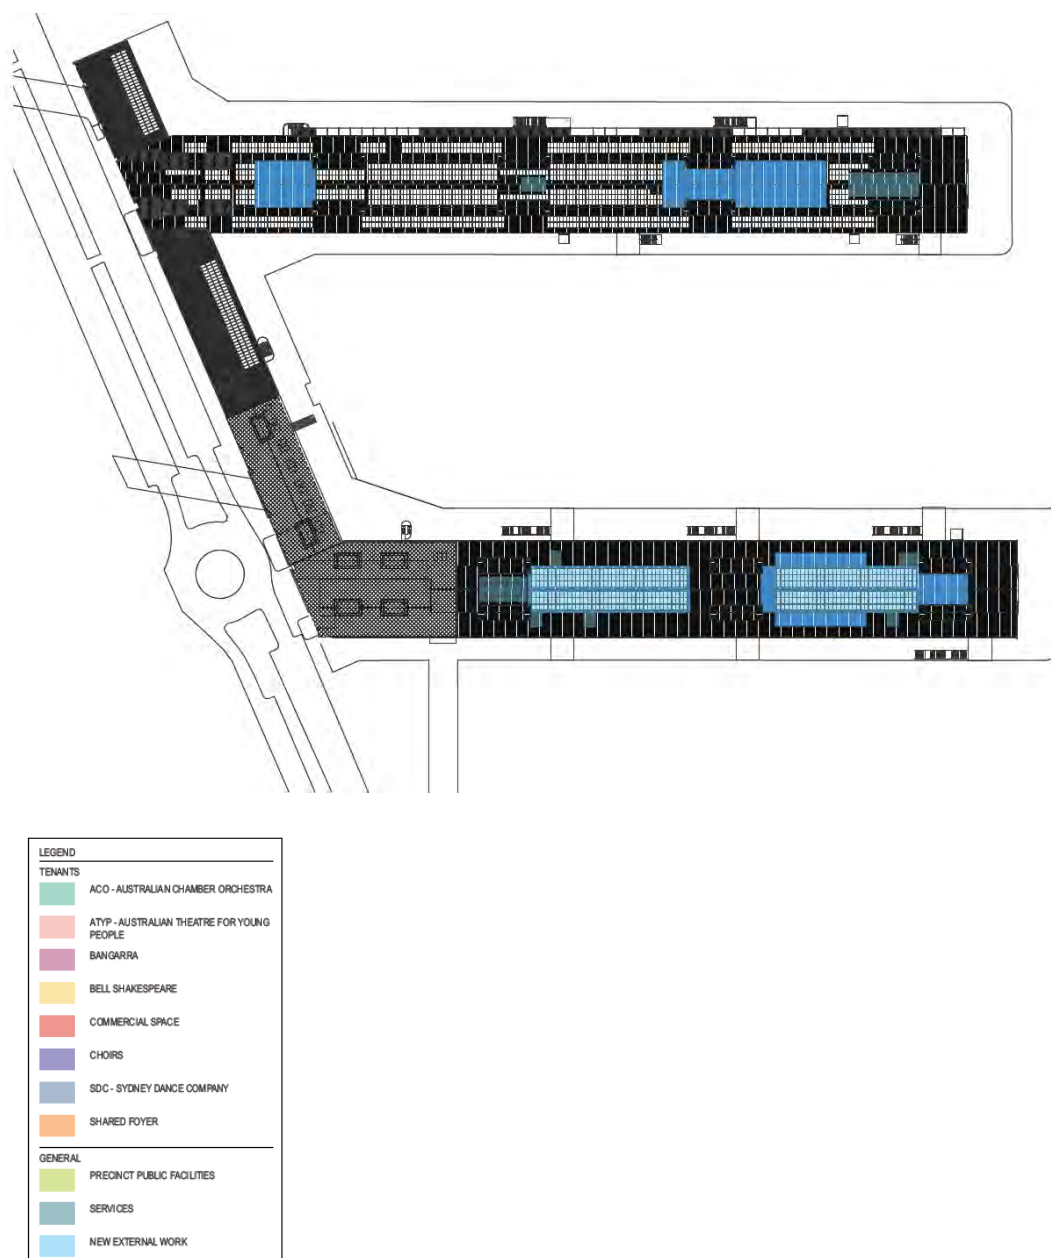 LEGEND
TENANTS
ACO - AUSTRALIAN CHAMBER ORCHESTRA
ATYP - AUSTRALIAN THEATRE FOR YOUNG
PEOPLE
BANGARRA
BELL SHAKESPEARE
COMMERCIAL SPACE
CHOIRS
SDC - SYDNEY DANCE COMPANY
SHARED FOYER
GENERAL
PRECINCT PUBLIC FACILITIES
SERVICES
NEW EXTERNAL WORK